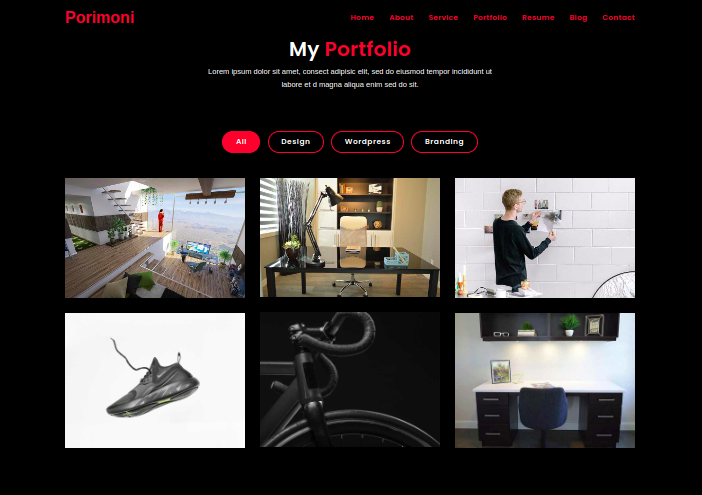 Porimoni
Home About Service Portfolio Resume Blog Contact
My Portfolio
Lorem ipsum dolor sit amet, consect adipisic elit, sed do eiusmod tempor incididunt ut
labore et d magna aliqua enim sed do sit.
All Design Wordpress Branding